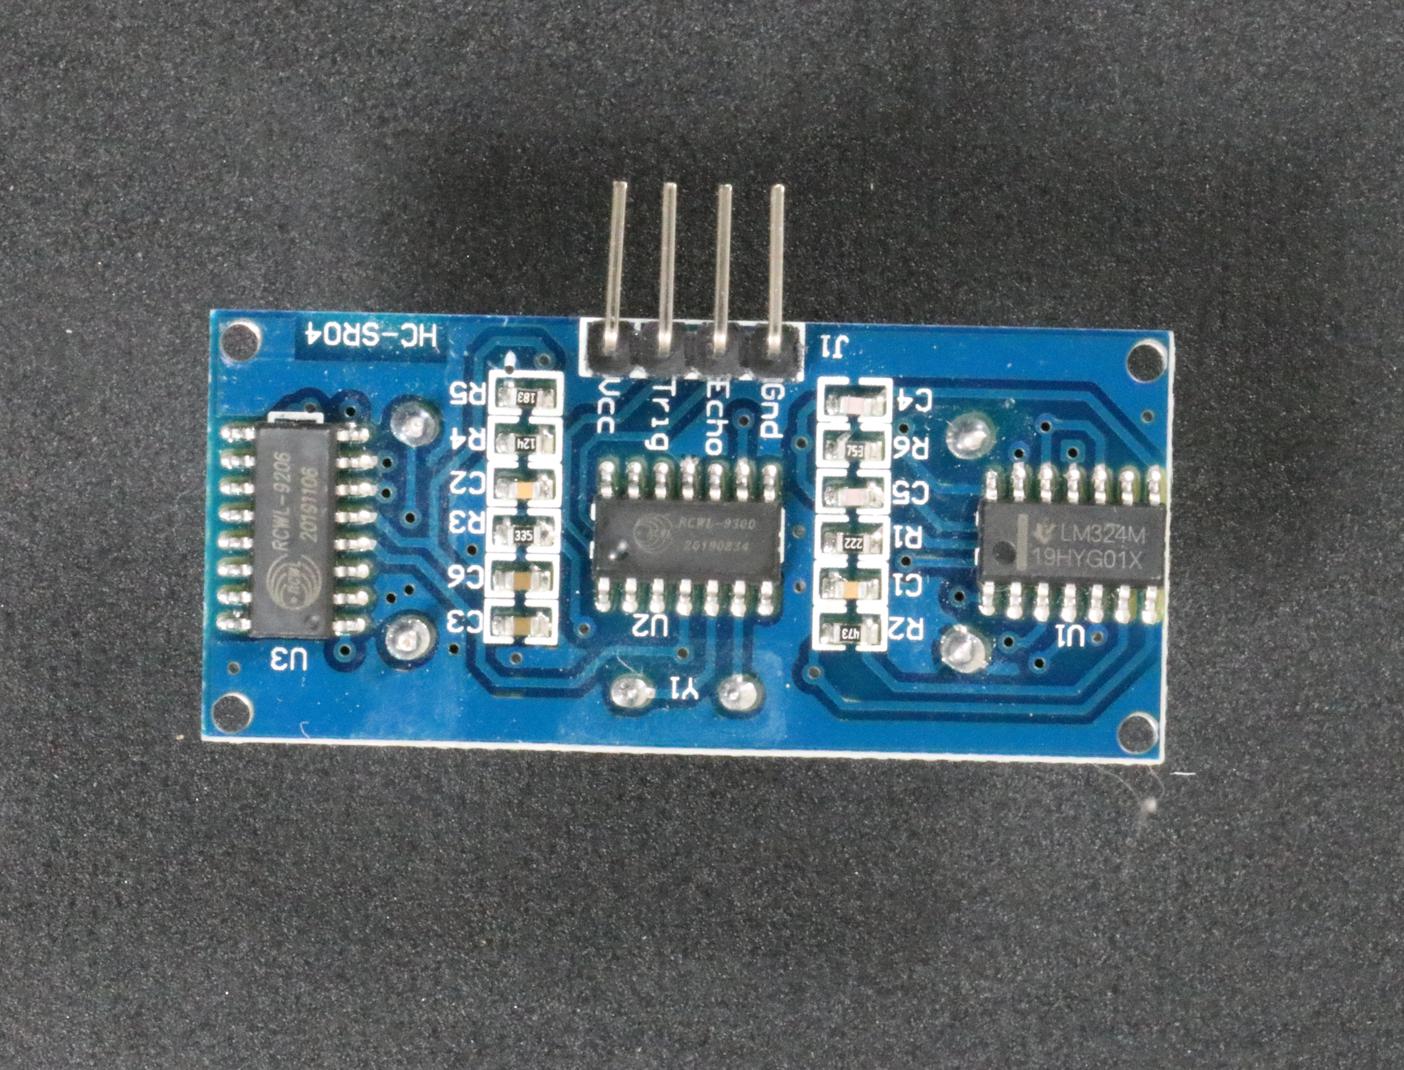 HC-SR04
J1
Vcc
Trig
Echo
Gnd
R5
183
R4
124
C2
R3
335
C6
C3
C4
R6
C5
R1
222
C1
R2
473
RCWL-9206
20191106
RCWL-9300
20190834
LM324M
19HYG01X
U3
U2
U1
Y1